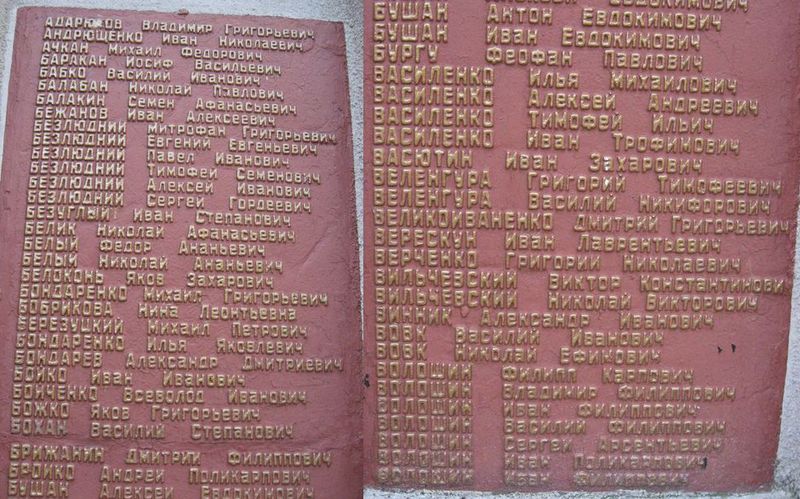 АДАРЮКОВ Владимир Григорьевич
АНДРЮЩЕНКО Иван Николаевич
АЧКАН Михаил Федорович
БАРАКАН Иосиф Васильевич
БАБКО Василий Иванович
БАЛАБАН Николай Павлович
БАЛАКИН Семен Афанасьевич
БЕЖАНОВ Иван Алексеевич
БЕЗЛЮДНИЙ Митрофан Григорьевич
БЕЗЛЮДНИЙ Евгений Евгеньевич
БЕЗЛЮДНИЙ Павел Иванович
БЕЗЛЮДНИЙ Тимофей Семенович
БЕЗЛЮДНИЙ Алексей Иванович
БЕЗЛЮДНИЙ Сергей Гордеевич
БЕЗУГЛЫЙ Иван Степанович
БЕЛИК Николай Афанасьевич
БЕЛЫЙ Федор Ананьевич
БЕЛЫЙ Николай Ананьевич
БЕЛОКОНЬ Яков Захарович
БОНДАРЕНКО Михаил Григорьевич
БОБРИКОВА Нина Леонтьевна
БЕРЕЗУЦКИЙ Михаил Петрович
БОНДАРЕНКО Илья Яковлевич
БОНДАРЕВ Александр Дмитриевич
БОЙКО Иван Иванович
БОЙЧЕНКО Всеволод Иванович
БОЖКО Яков Григорьевич
БОХАН Василий Степанович
БРИЖАНИН Дмитрий Филиппович
БРОЙКО Андрей Поликарпович
БУШАН Алексей Евдокимович
БУШАН Антон Евдокимович
БУШАН Иван Евдокимович
БУРГУ Феофан Павлович
ВАСИЛЕНКО Илья Михайлович
ВАСИЛЕНКО Алексей Андреевич
ВАСИЛЕНКО Тимофей Ильич
ВАСИЛЕНКО Иван Трофимович
ВАСЮТИН Иван Захарович
ВЕЛЕНГУРА Григорий Тимофеевич
ВЕЛЕНГУРА Василий Никифорович
ВЕЛИКОИВАНЕНКО Дмитрий Григорьевич
ВЕРЕСКУН Иван Лаврентьевич
ВЕРЧЕНКО Григорий Николаевич
ВИЛЬЧЕВСКИЙ Виктор Константинови
ВИЛЬЧЕВСКИЙ Николай Викторович
ВИННИК Александр Иванович
ВОВК Василий Иванович
ВОВК Николай Ефимович
ВОЛОШИН Филипп Карпович
ВОЛОШИН Владимир Филиппович
ВОЛОШИН Иван Филиппович
ВОЛОШИН Василий Филиппович
ВОЛОШИН Сергей Арсентьевич
ВОЛОШИН Иван Поликарпович
ВОЛОШИН Иван Филиппович